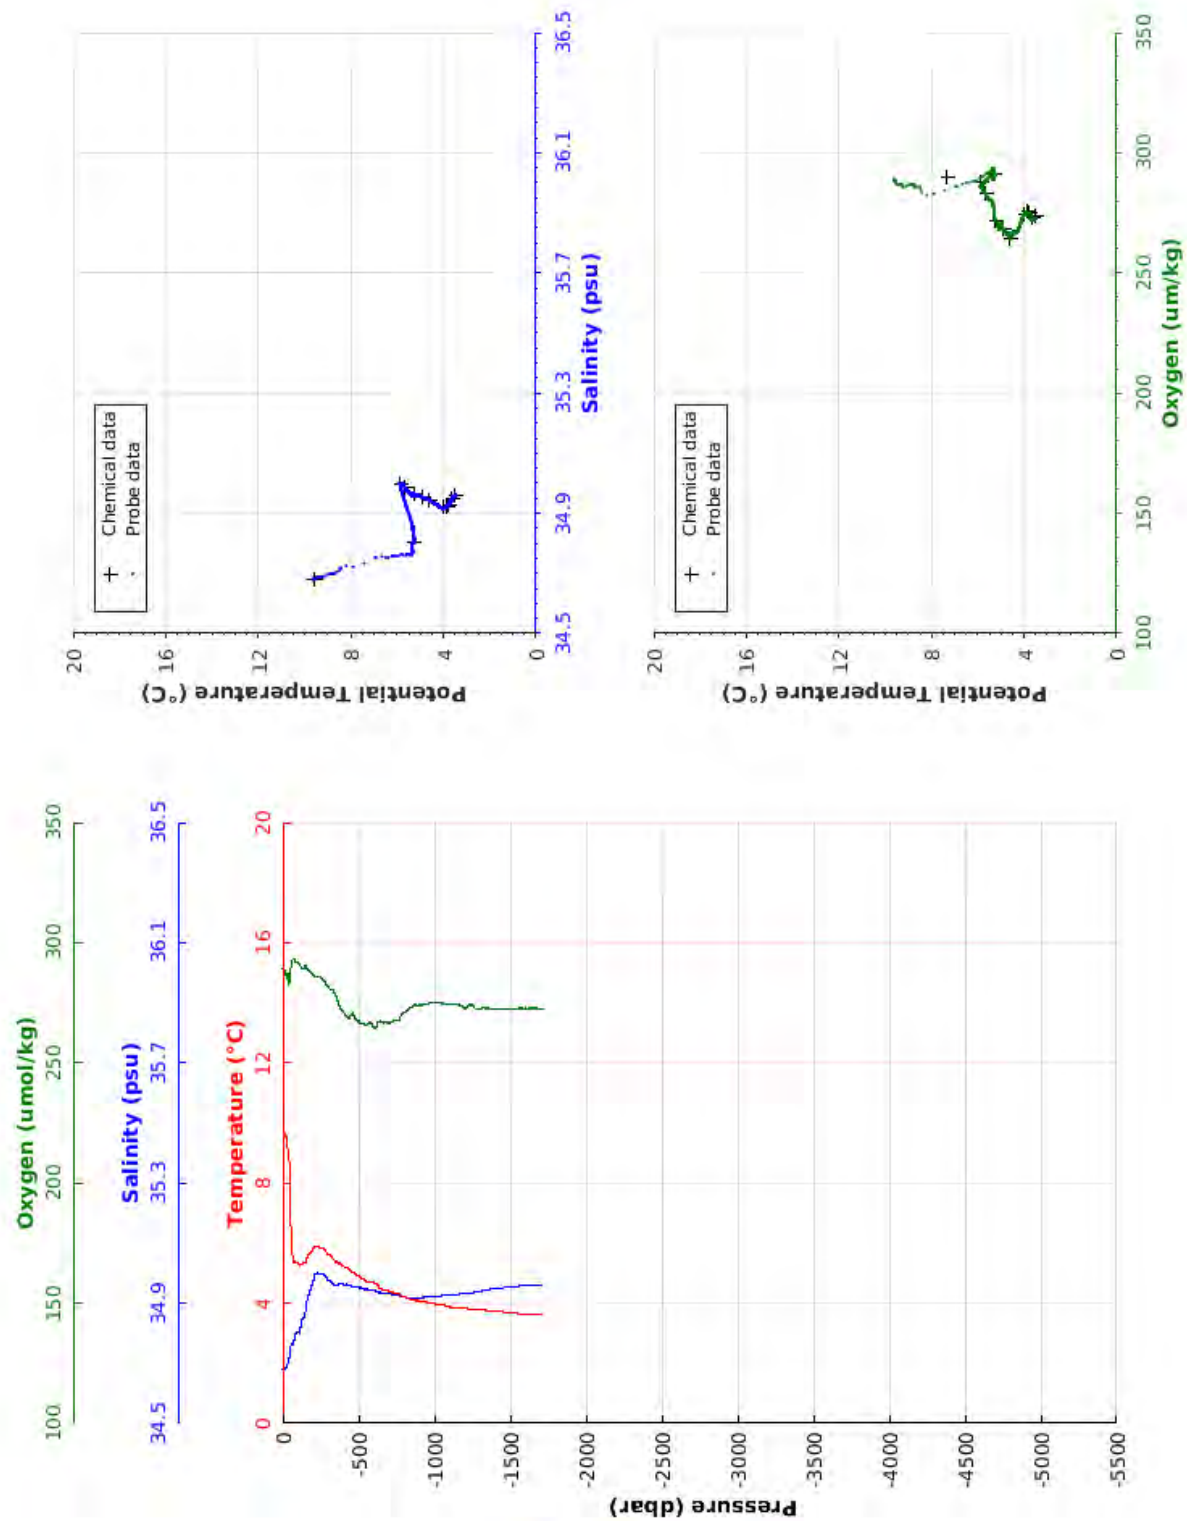 Oxygen (umol/kg)
100 150 200 250 300 350
Salinity (psu)
34.5 34.9 35.3 35.7 36.1 36.5
Temperature (°C)
0 4 8 12 16 20
Pressure (dbar)
0
-500
-1000
-1500
-2000
-2500
-3000
-3500
-4000
-4500
-5000
-5500
Potential Temperature (°C)
20
16
12
8
4
0
+ Chemical data
. Probe data
34.5 34.9 35.3 35.7 36.1 36.5
Salinity (psu)
Potential Temperature (°C)
20
16
12
8
4
0
+ Chemical data
. Probe data
100 150 200 250 300 350
Oxygen (um/kg)